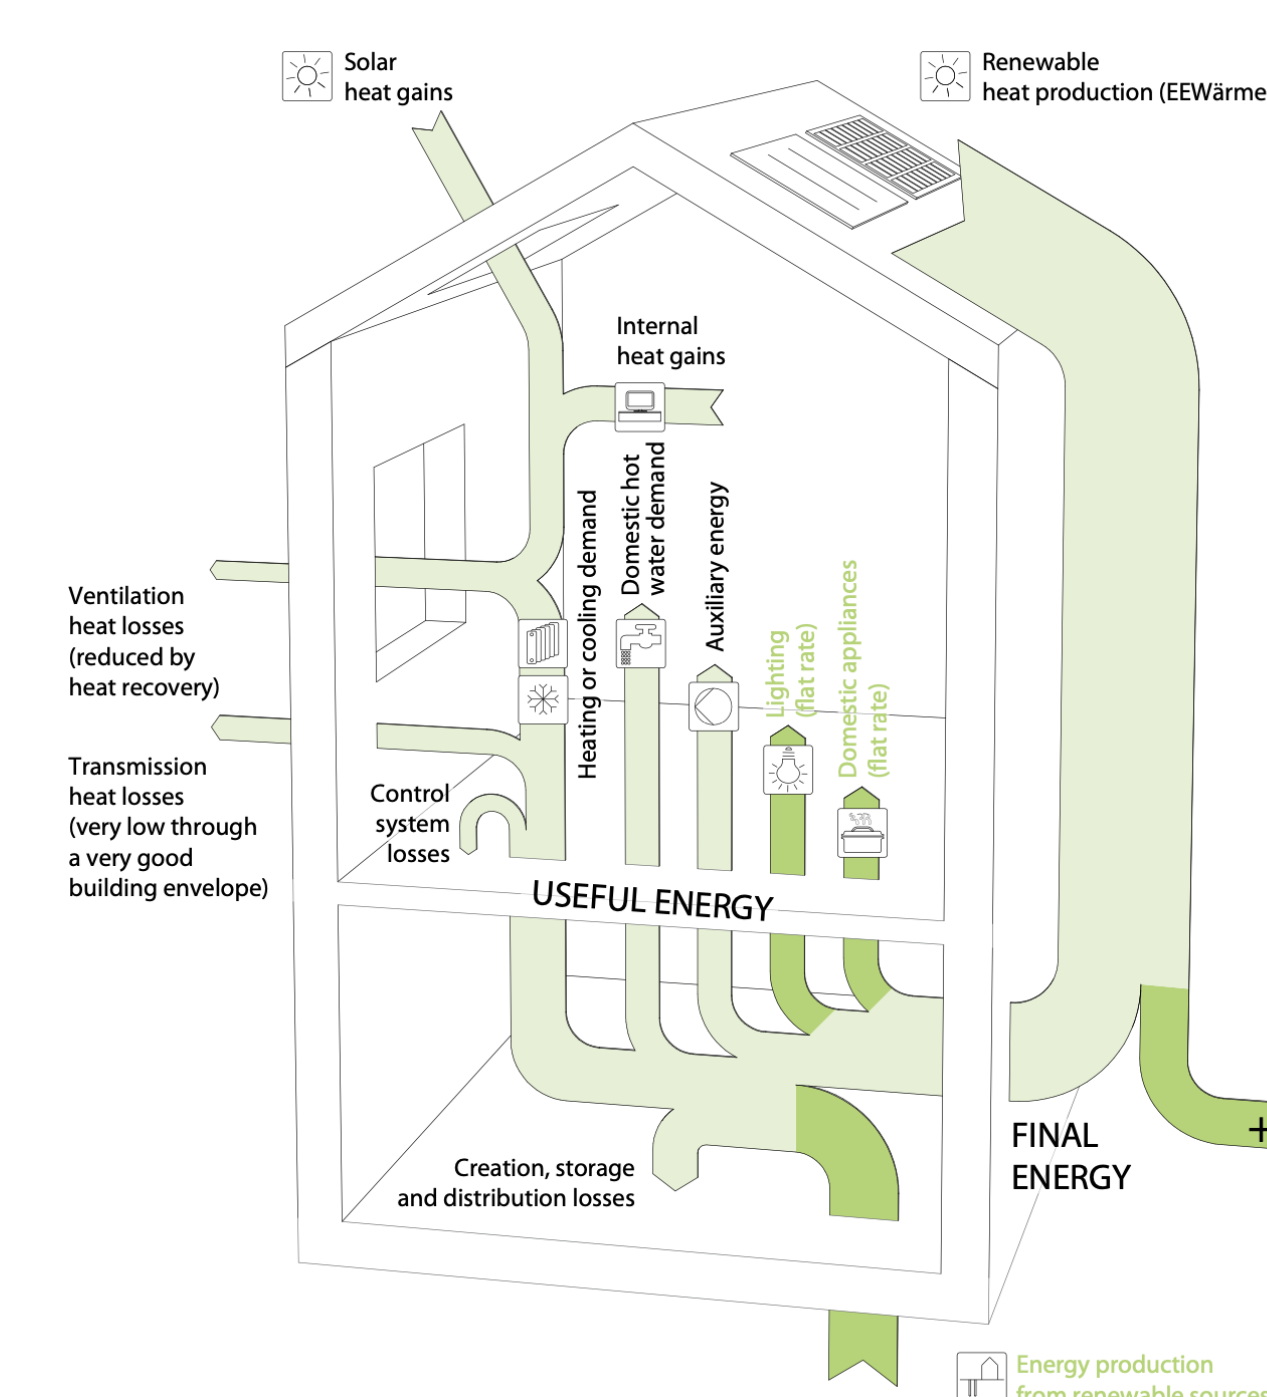 Solar
heat gains
Renewable
heat production (EEWärme
Internal
heat gains
Heating or cooling demand
Domestic hot
water demand
Auxiliary energy
Lighting
(flat rate)
Domestic appliances
(flat rate)
Ventilation
heat losses
(reduced by
heat recovery)
Transmission
heat losses
(very low through
a very good
building envelope)
Control
system
losses
USEFUL ENERGY
Creation, storage
and distribution losses
FINAL
ENERGY
+
Energy production
from renewable sources